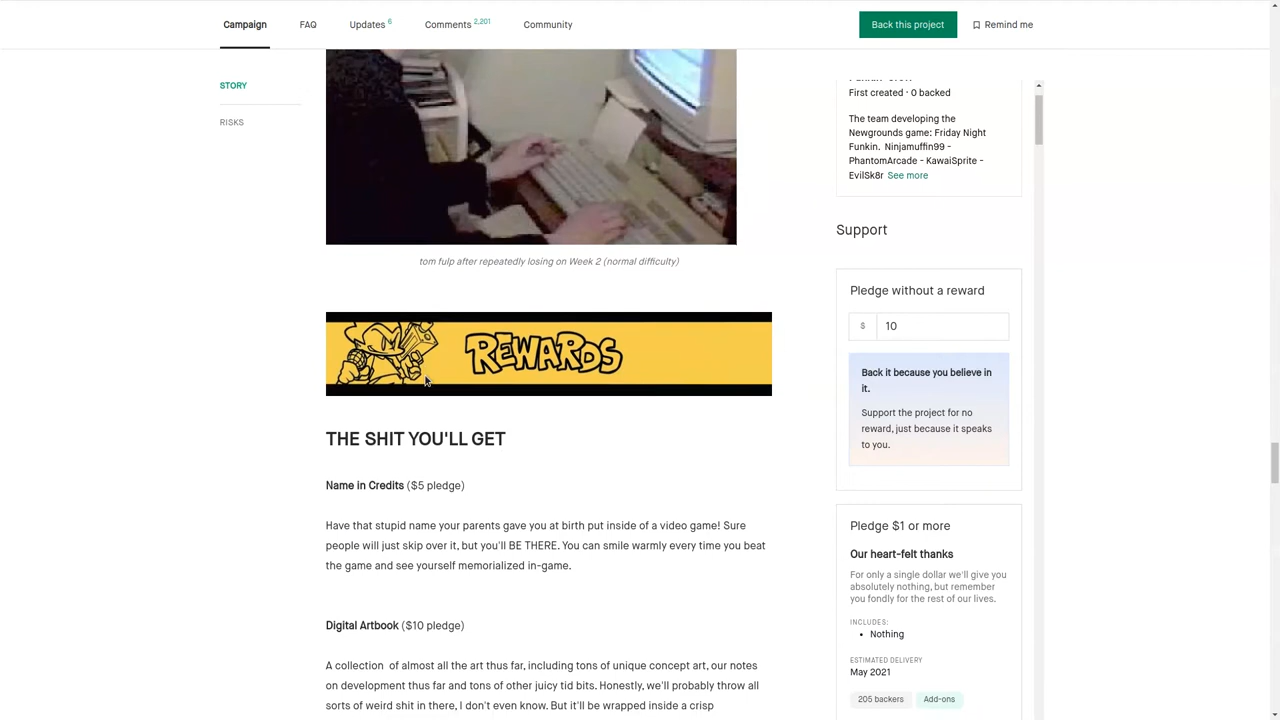 Campaign
FAQ
Updates 6
Comments 2,201
Community
Back this project
Remind me
STORY
RISKS
tom fulp after repeatedly losing on Week 2 (normal difficulty)
REWARDS
THE SHIT YOU'LL GET
Name in Credits ($5 pledge)
Have that stupid name your parents gave you at birth put inside of a video game! Sure
people will just skip over it, but you'll BE THERE. You can smile warmly every time you beat
the game and see yourself memorialized in-game.
Digital Artbook ($10 pledge)
A collection of almost all the art thus far, including tons of unique concept art, our notes
on development thus far and tons of other juicy tid bits. Honestly, we'll probably throw all
sorts of weird shit in there, I don't even know. But it'll be wrapped inside a crisp
First created · 0 backed
The team developing the
Newgrounds game: Friday Night
Funkin. Ninjamuffin99 -
PhantomArcade - KawaiSprite -
EvilSk8r See more
Support
Pledge without a reward
$ 10
Back it because you believe in
it.
Support the project for no
reward, just because it speaks
to you.
Pledge $1 or more
Our heart-felt thanks
For only a single dollar we'll give you
absolutely nothing, but remember
you fondly for the rest of our lives.
INCLUDES:
• Nothing
ESTIMATED DELIVERY
May 2021
205 backers
Add-ons